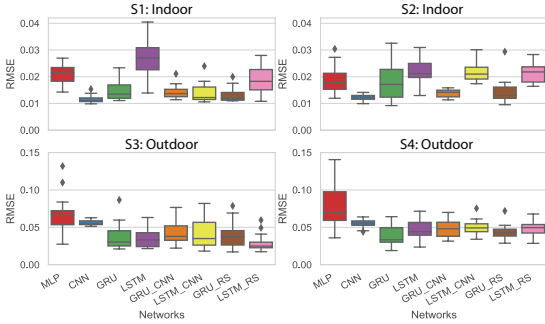 S1: Indoor
S2: Indoor
RMSE
0.04
0.03
0.02
0.01
0.00
RMSE
0.04
0.03
0.02
0.01
0.00
S3: Outdoor
S4: Outdoor
RMSE
0.15
0.10
0.05
0.00
RMSE
0.15
0.10
0.05
0.00
MLP
CNN
GRU
LSTM
GRU_CNN
LSTM_CNN
GRU_RS
LSTM_RS
MLP
CNN
GRU
LSTM
GRU_CNN
LSTM_CNN
GRU_RS
LSTM_RS
Networks
Networks